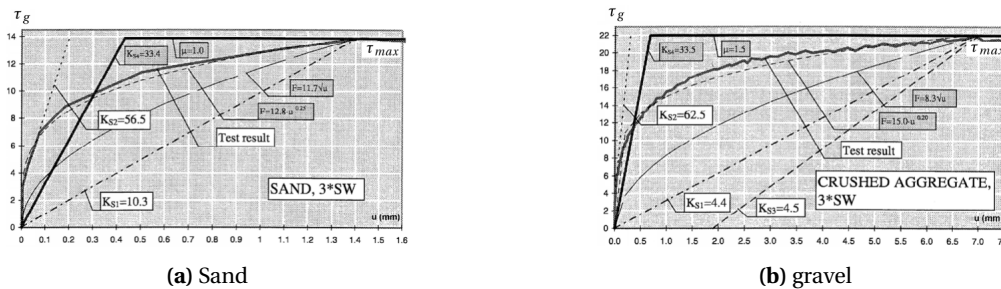 τg
14
12
10
8
6
4
2
0
KS4=33.4
μ=1.0
τmax
F=11.7√u
F=12.8·u^0.25
KS2=56.5
Test result
SAND, 3*SW
KS1=10.3
u (mm)
0 0.1 0.2 0.3 0.4 0.5 0.6 0.7 0.8 0.9 1.0 1.1 1.2 1.3 1.4 1.5 1.6
(a) Sand
τg
22
20
18
16
14
12
10
8
6
4
2
0
KS4=33.5
μ=1.5
τmax
F=8.3√u
F=15.0·u^0.20
KS2=62.5
Test result
CRUSHED AGGREGATE,
3*SW
KS1=4.4
KS3=4.5
u (mm
0.0 0.5 1.0 1.5 2.0 2.5 3.0 3.5 4.0 4.5 5.0 5.5 6.0 6.5 7.0
(b) gravel